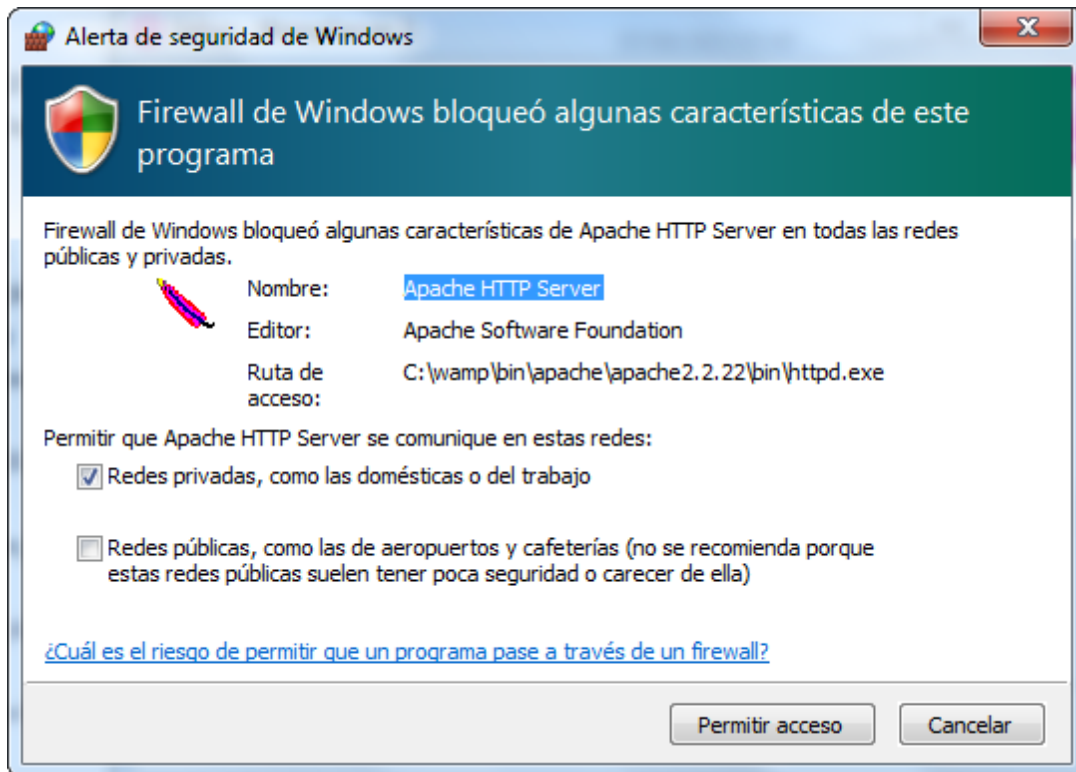 Alerta de seguridad de Windows
Firewall de Windows bloqueó algunas características de este
programa
Firewall de Windows bloqueó algunas características de Apache HTTP Server en todas las redes
públicas y privadas.
Nombre: Apache HTTP Server
Editor: Apache Software Foundation
Ruta de C:\wamp\bin\apache\apache2.2.22\bin\httpd.exe
acceso:
Permitir que Apache HTTP Server se comunique en estas redes:
Redes privadas, como las domésticas o del trabajo
Redes públicas, como las de aeropuertos y cafeterías (no se recomienda porque
estas redes públicas suelen tener poca seguridad o carecer de ella)
¿Cuál es el riesgo de permitir que un programa pase a través de un firewall?
Permitir acceso Cancelar